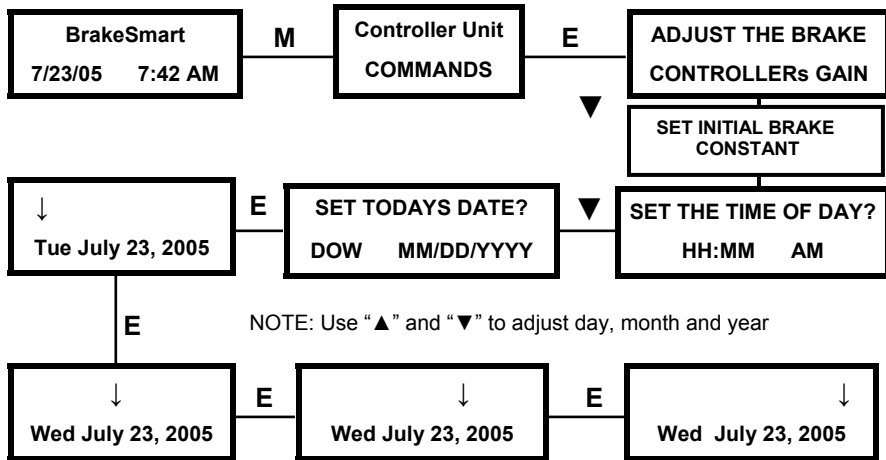 BrakeSmart
7/23/05 7:42 AM
M
Controller Unit
COMMANDS
E
ADJUST THE BRAKE
CONTROLLERs GAIN
▼
SET INITIAL BRAKE
CONSTANT
SET THE TIME OF DAY?
HH:MM AM
▼
SET TODAYS DATE?
DOW MM/DD/YYYY
E
↓
Tue July 23, 2005
E
NOTE: Use “▲” and “▼” to adjust day, month and year
↓
Wed July 23, 2005
E
↓
Wed July 23, 2005
E
↓
Wed July 23, 2005